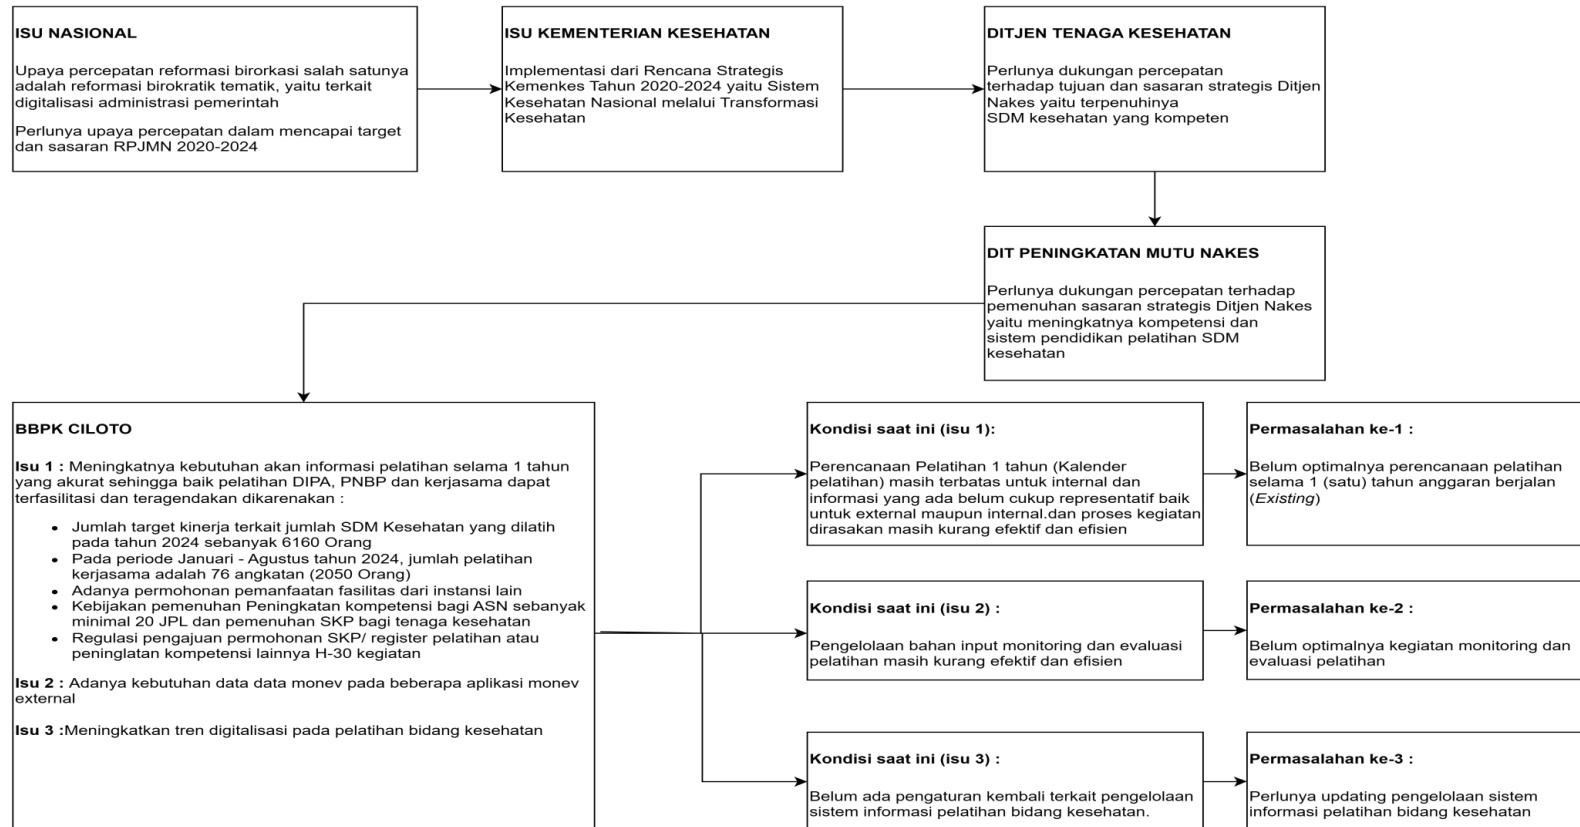 ISU NASIONAL
Upaya percepatan reformasi birorkasi salah satunya
adalah reformasi birokratik tematik, yaitu terkait
digitalisasi administrasi pemerintah
Perlunya upaya percepatan dalam mencapai target
dan sasaran RPJMN 2020-2024
ISU KEMENTERIAN KESEHATAN
Implementasi dari Rencana Strategis
Kemenkes Tahun 2020-2024 yaitu Sistem
Kesehatan Nasional melalui Transformasi
Kesehatan
DITJEN TENAGA KESEHATAN
Perlunya dukungan percepatan
terhadap tujuan dan sasaran strategis Ditjen
Nakes yaitu terpenuhinya
SDM kesehatan yang kompeten
DIT PENINGKATAN MUTU NAKES
Perlunya dukungan percepatan terhadap
pemenuhan sasaran strategis Ditjen Nakes
yaitu meningkatnya kompetensi dan
sistem pendidikan pelatihan SDM
kesehatan
BBPK CILOTO
Isu 1 : Meningkatnya kebutuhan akan informasi pelatihan selama 1 tahun
yang akurat sehingga baik pelatihan DIPA, PNBP dan kerjasama dapat
terfasilitasi dan teragendakan dikarenakan :
• Jumlah target kinerja terkait jumlah SDM Kesehatan yang dilatih
pada tahun 2024 sebanyak 6160 Orang
• Pada periode Januari - Agustus tahun 2024, jumlah pelatihan
kerjasama adalah 76 angkatan (2050 Orang)
• Adanya permohonan pemanfaatan fasilitas dari instansi lain
• Kebijakan pemenuhan Peningkatan kompetensi bagi ASN sebanyak
minimal 20 JPL dan pemenuhan SKP bagi tenaga kesehatan
• Regulasi pengajuan permohonan SKP/ register pelatihan atau
peninglatan kompetensi lainnya H-30 kegiatan
Isu 2 : Adanya kebutuhan data data monev pada beberapa aplikasi monev
external
Isu 3 :Meningkatkan tren digitalisasi pada pelatihan bidang kesehatan
Kondisi saat ini (isu 1):
Perencanaan Pelatihan 1 tahun (Kalender
pelatihan) masih terbatas untuk internal dan
informasi yang ada belum cukup representatif baik
untuk external maupun internal.dan proses kegiatan
dirasakan masih kurang efektif dan efisien
Permasalahan ke-1 :
Belum optimalnya perencanaan pelatihan
selama 1 (satu) tahun anggaran berjalan
(Existing)
Kondisi saat ini (isu 2) :
Pengelolaan bahan input monitoring dan evaluasi
pelatihan masih kurang efektif dan efisien
Permasalahan ke-2 :
Belum optimalnya kegiatan monitoring dan
evaluasi pelatihan
Kondisi saat ini (isu 3) :
Belum ada pengaturan kembali terkait pengelolaan
sistem informasi pelatihan bidang kesehatan.
Permasalahan ke-3 :
Perlunya updating pengelolaan sistem
informasi pelatihan bidang kesehatan